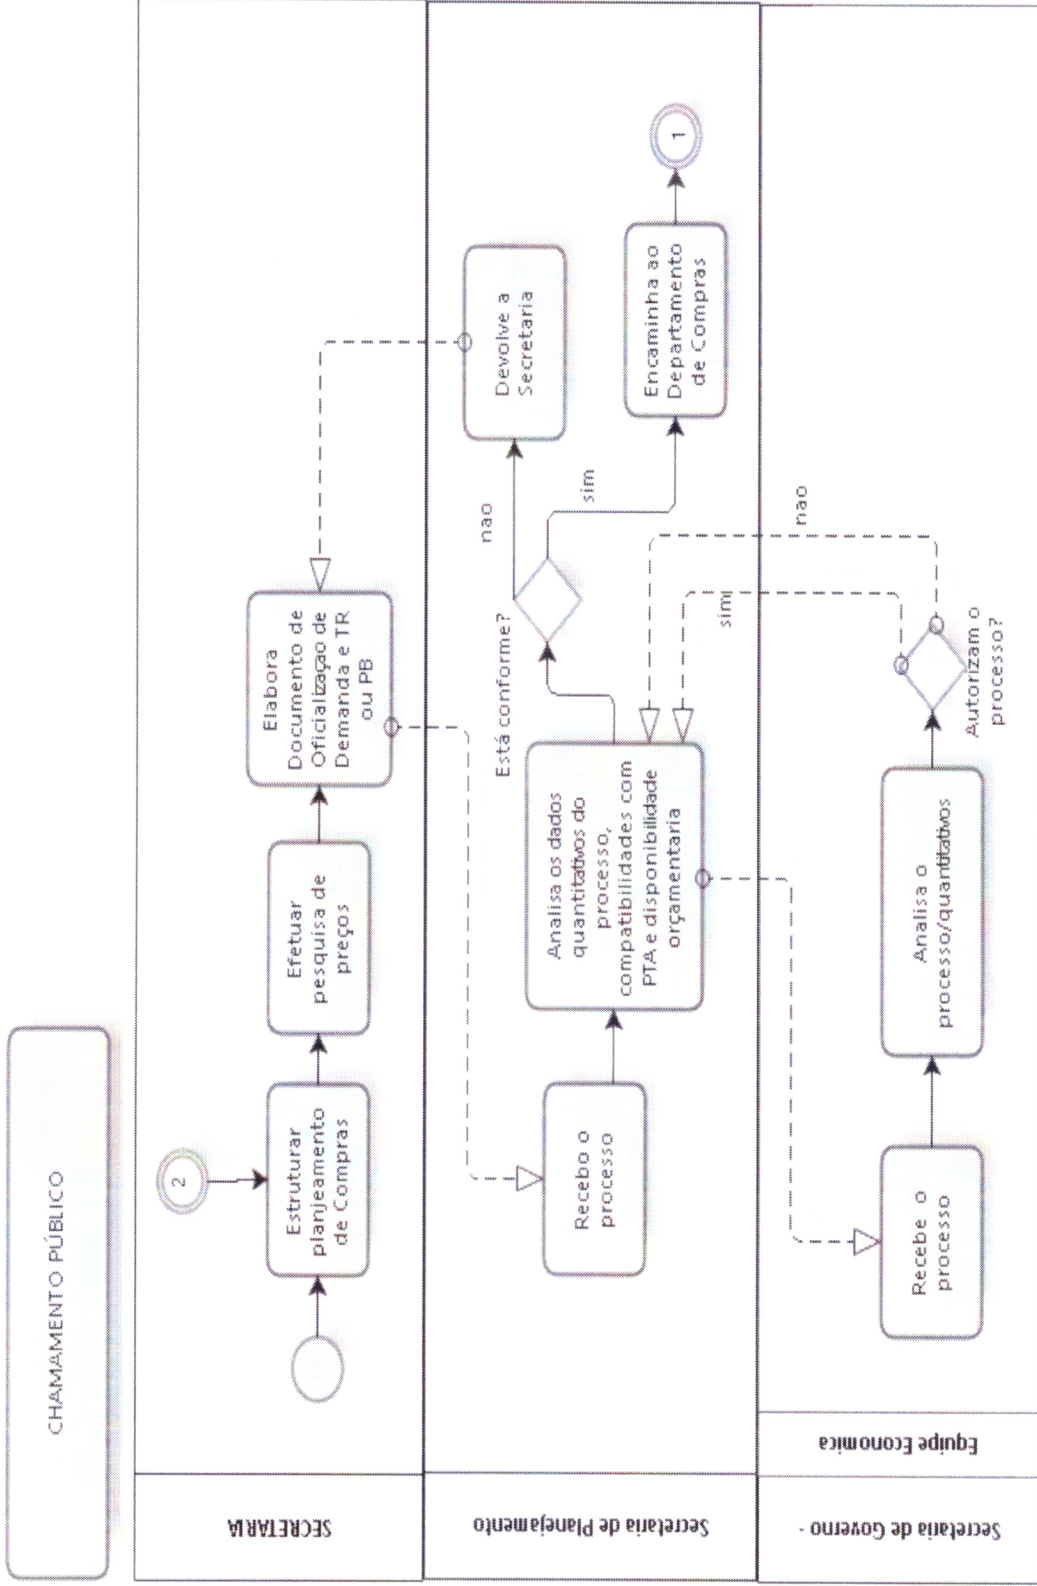 CHAMAMENTO PÚBLICO
SECRETARIA
2
Estruturar
planjeamento
de Compras
Efetuar
pesquisa de
preços
Elabora
Documento de
Oficialização de
Demanda e TR
ou PB
Secretaria de Planejamento
Recebo o
processo
Analisa os dados
quantitativos do
processo,
compatibilidades com
PTA e disponibilidade
orçamentaria
Está conforme?
nao
sim
Devolve a
Secretaria
Encaminha ao
Departamento
de Compras
1
Secretaria de Governo -
Equipe Economica
Recebe o
processo
Analisa o
processo/quantitativos
Autorizam o
processo?
sim
nao